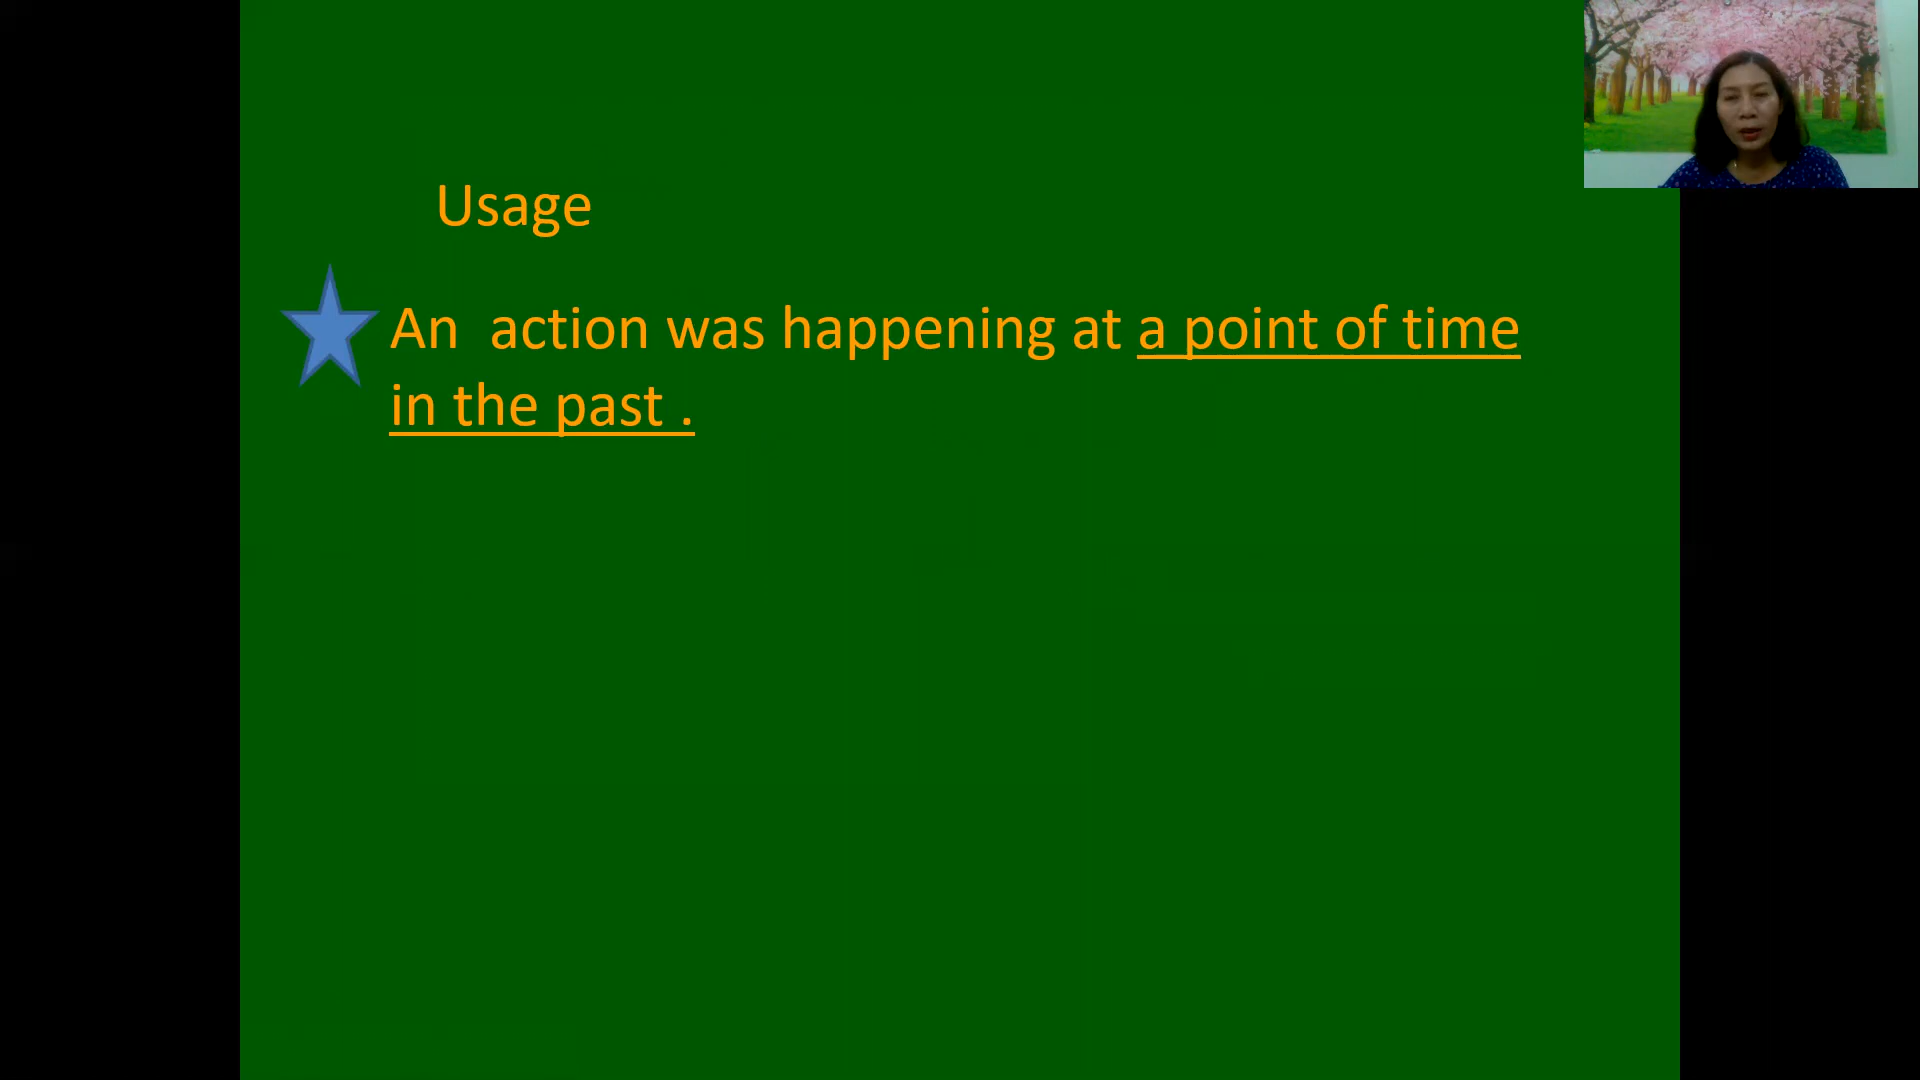 Usage
An  action was happening at a point of time
in the past .